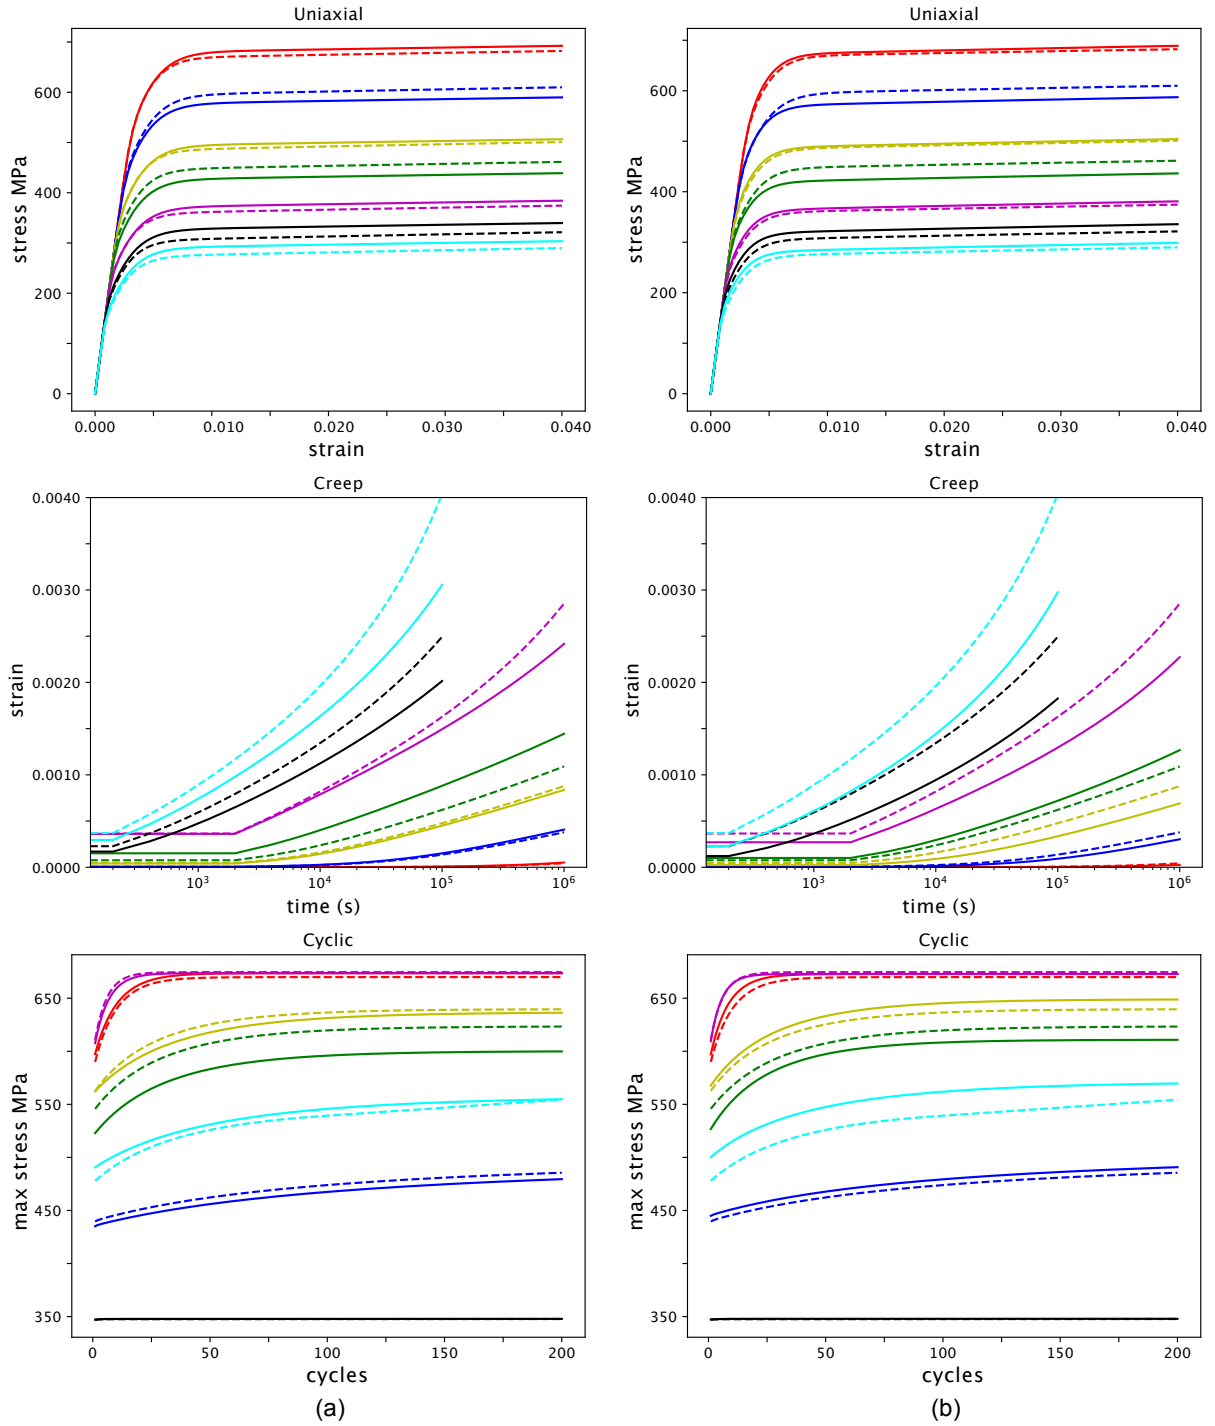 Uniaxial
stress MPa
600
400
200
0
0.000
0.010
0.020
0.030
0.040
strain
Uniaxial
stress MPa
600
400
200
0
0.000
0.010
0.020
0.030
0.040
strain
Creep
strain
0.0040
0.0030
0.0020
0.0010
0.0000
10³
10⁴
10⁵
10⁶
time (s)
Creep
strain
0.0040
0.0030
0.0020
0.0010
0.0000
10³
10⁴
10⁵
10⁶
time (s)
Cyclic
max stress MPa
650
550
450
350
0
50
100
150
200
cycles
(a)
Cyclic
max stress MPa
650
550
450
350
0
50
100
150
200
cycles
(b)